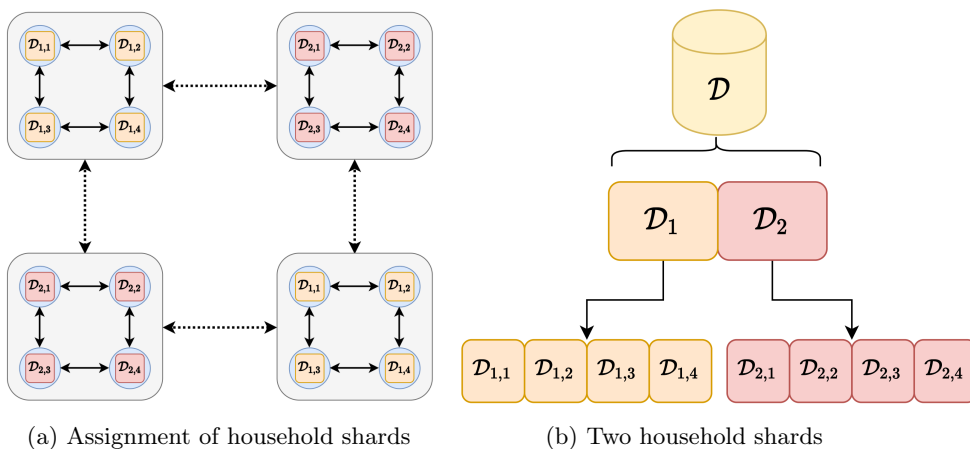 𝒟₁,₁ 𝒟₁,₂ 𝒟₂,₁ 𝒟₂,₂
𝒟₁,₃ 𝒟₁,₄ 𝒟₂,₃ 𝒟₂,₄
𝒟₂,₁ 𝒟₂,₂ 𝒟₁,₁ 𝒟₁,₂
𝒟₂,₃ 𝒟₂,₄ 𝒟₁,₃ 𝒟₁,₄
(a) Assignment of household shards
𝒟
𝒟₁ 𝒟₂
𝒟₁,₁ 𝒟₁,₂ 𝒟₁,₃ 𝒟₁,₄ 𝒟₂,₁ 𝒟₂,₂ 𝒟₂,₃ 𝒟₂,₄
(b) Two household shards